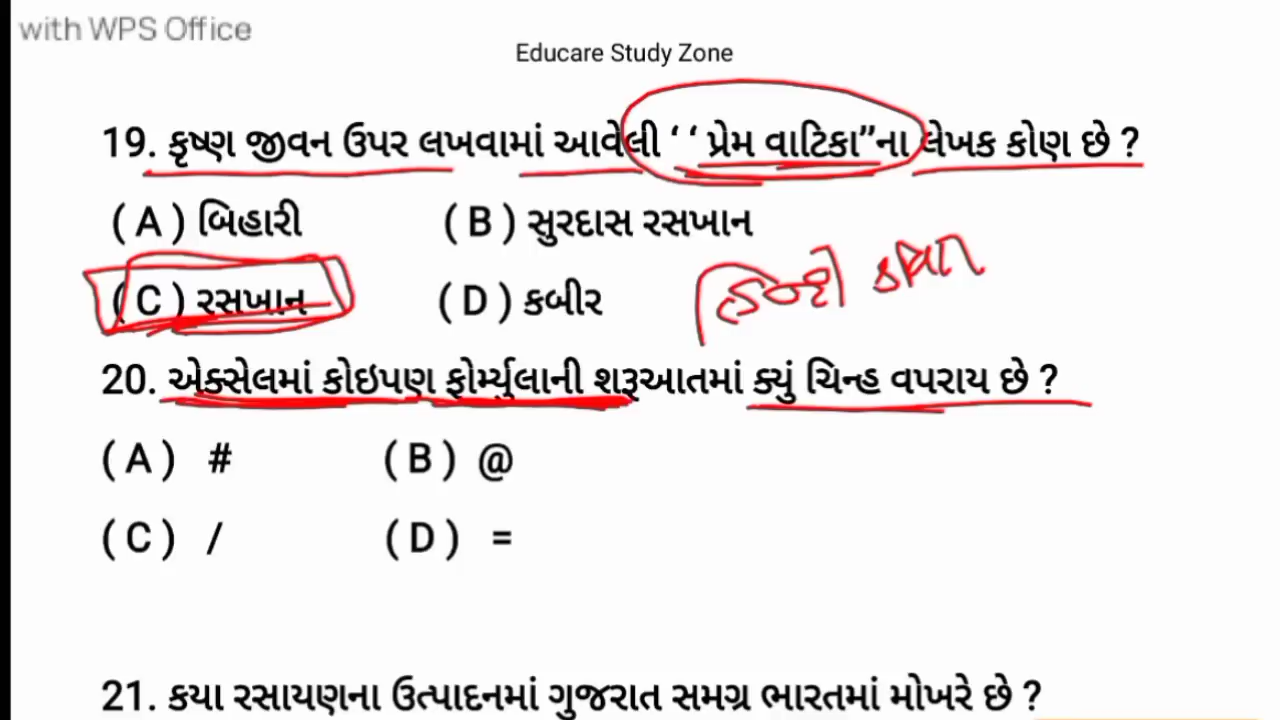 with WPS Office
Educare Study Zone
19. કૃષ્ણ જીવન ઉપર લખવામાં આવેલી ‘ ‘ પ્રેમ વાટિકા”ના લેખક કોણ છે ?
( A ) બિહારી ( B ) સુરદાસ રસખાન
( C ) રસખાન ( D ) કબીર
20. એક્સેલમાં કોઇપણ ફોર્મ્યુલાની શરૂઆતમાં ક્યું ચિન્હ વપરાય છે ?
( A ) # ( B ) @
( C ) / ( D ) =
21. કયા રસાયણના ઉત્પાદનમાં ગુજરાત સમગ્ર ભારતમાં મોખરે છે ?